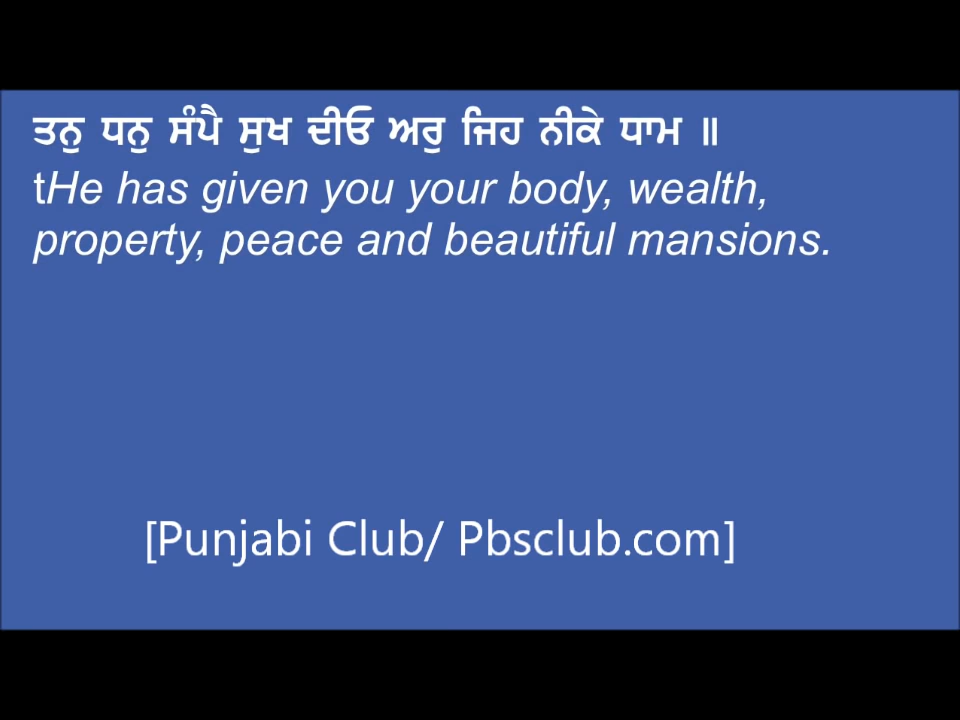 ਤਨੁ ਧਨੁ ਸੰਪੈ ਸੁਖ ਦੀਓ ਅਰੁ ਜਿਹ ਨੀਕੇ ਧਾਮ ॥
tHe has given you your body, wealth,
property, peace and beautiful mansions.
[Punjabi Club/ Pbsclub.com]